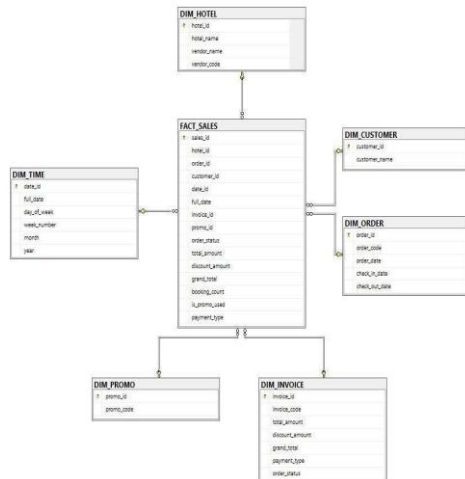 DIM_HOTEL
hotel_id
hotel_name
vendor_name
vendor_code
FACT_SALES
sales_id
hotel_id
order_id
customer_id
date_id
full_date
invoice_id
promo_id
order_status
total_amount
discount_amount
grand_total
booking_count
is_promo_used
payment_type
DIM_CUSTOMER
customer_id
customer_name
DIM_TIME
date_id
full_date
day_of_week
week_number
month
year
DIM_ORDER
order_id
order_code
order_date
check_in_date
check_out_date
DIM_PROMO
promo_id
promo_code
DIM_INVOICE
invoice_id
invoice_code
total_amount
discount_amount
grand_total
payment_type
order_status